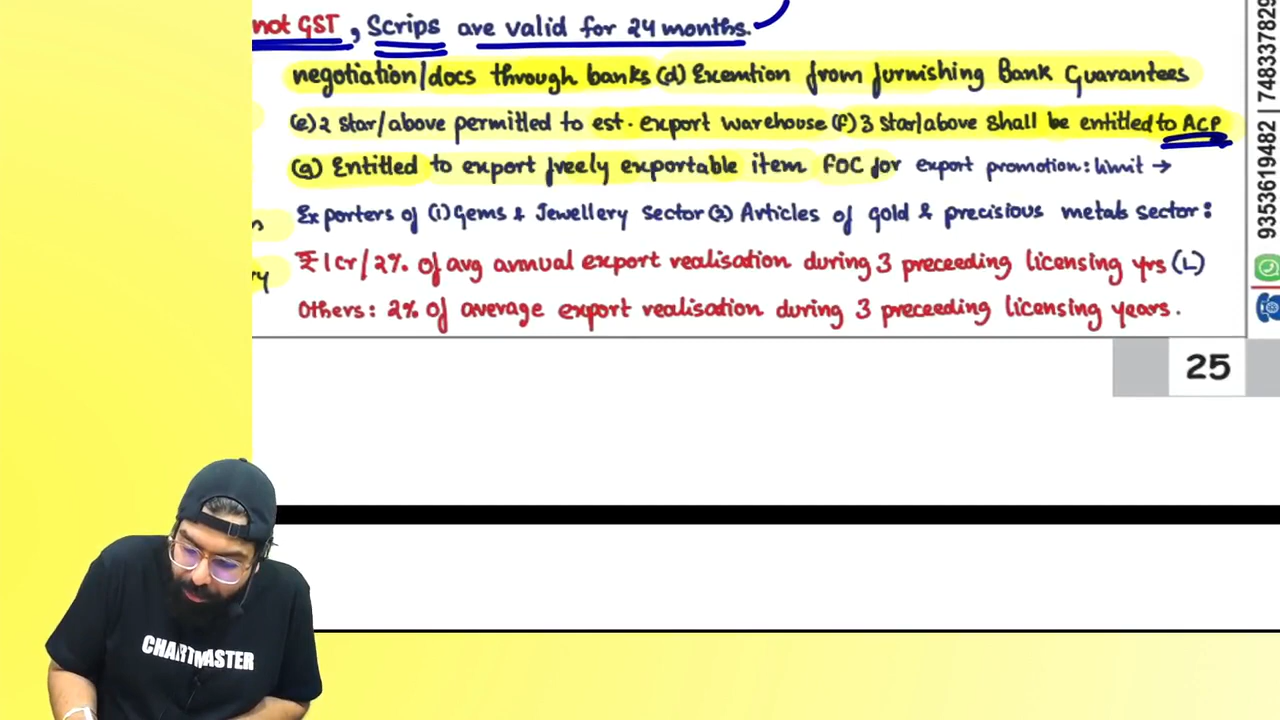 not GST, Scrips are valid for 24 months.
negotiation/docs through banks (d) Exemtion from furnishing Bank Guarantees
(e) 2 Star/above permitted to est. export warehouse (f) 3 star/above shall be entitled to ACP
(g) Entitled to export freely exportable item FOC for export promotion: limit →
Exporters of (i) Gems & Jewellery sector (2) Articles of gold & precisious metals sector:
₹1Cr/2% of avg annual export realisation during 3 preceeding licensing yrs (L)
Others: 2% of average export realisation during 3 preceeding licensing years.
25
CHARTMASTER